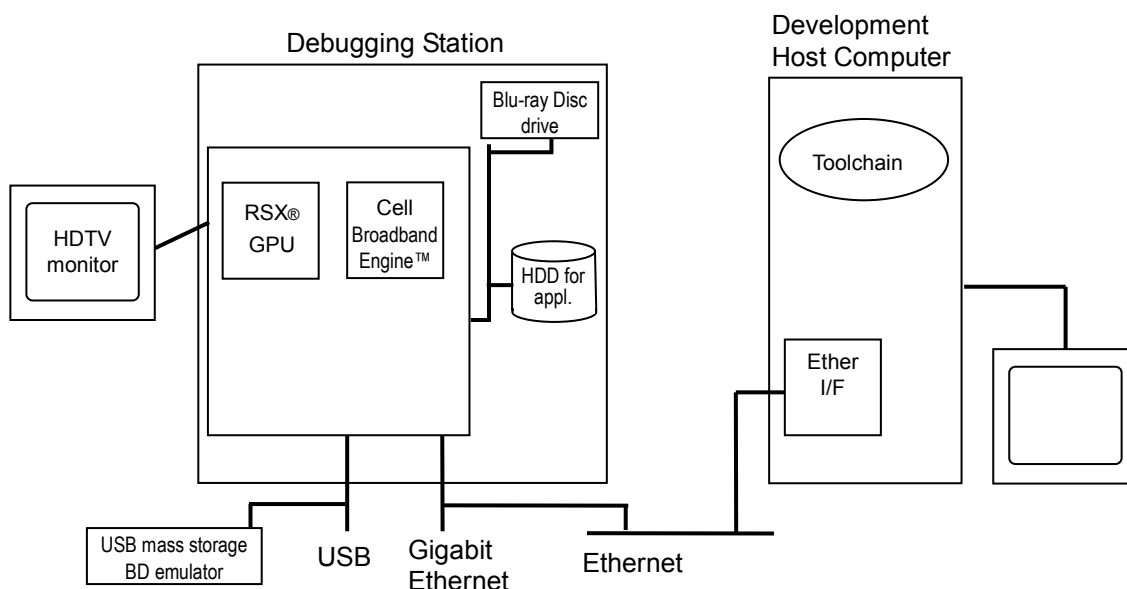 Debugging Station
Development
Host Computer
Blu-ray Disc
drive
Toolchain
RSX®
GPU
Cell
Broadband
Engine™
HDTV
monitor
HDD for
appl.
Ether
I/F
USB mass storage
BD emulator
USB
Gigabit
Ethernet
Ethernet